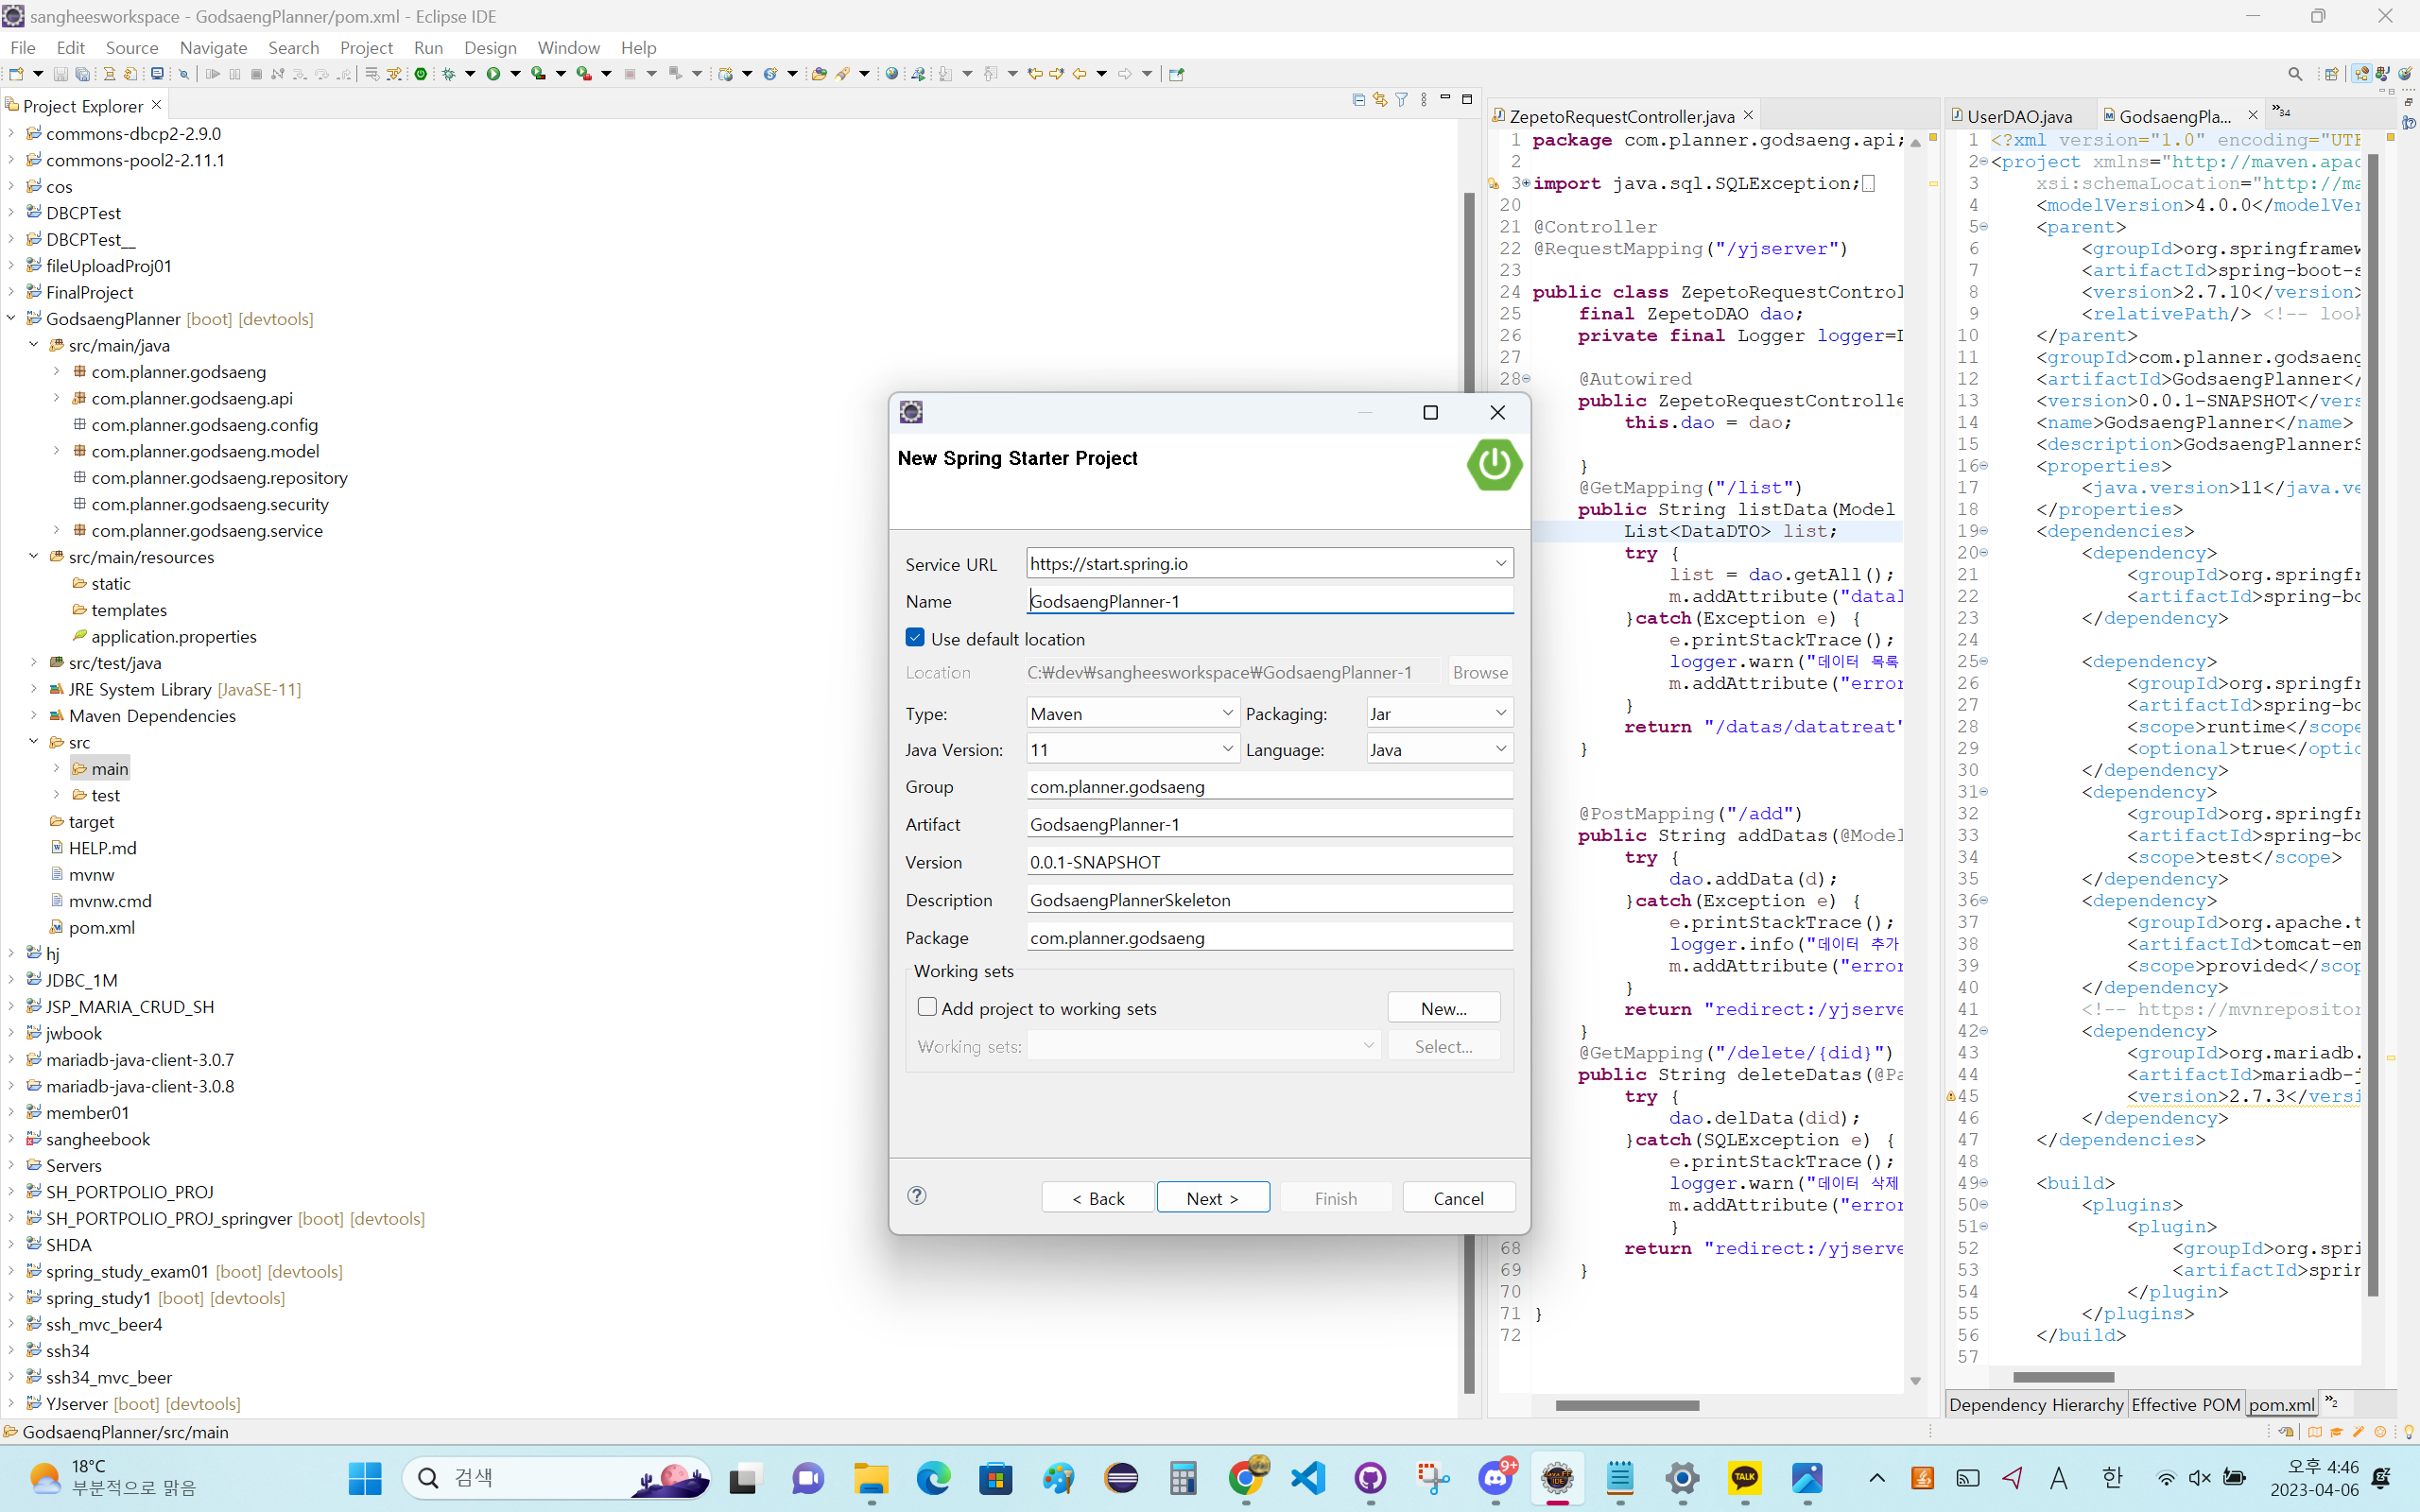 sangheesworkspace - GodsaengPlanner/pom.xml - Eclipse IDE
File Edit Source Navigate Search Project Run Design Window Help
Project Explorer
commons-dbcp2-2.9.0
commons-pool2-2.11.1
cos
DBCPTest
DBCPTest__
fileUploadProj01
FinalProject
GodsaengPlanner [boot] [devtools]
src/main/java
com.planner.godsaeng
com.planner.godsaeng.api
com.planner.godsaeng.config
com.planner.godsaeng.model
com.planner.godsaeng.repository
com.planner.godsaeng.security
com.planner.godsaeng.service
src/main/resources
static
templates
application.properties
src/test/java
JRE System Library [JavaSE-11]
Maven Dependencies
src
main
test
target
HELP.md
mvnw
mvnw.cmd
pom.xml
hj
JDBC_1M
JSP_MARIA_CRUD_SH
jwbook
mariadb-java-client-3.0.7
mariadb-java-client-3.0.8
member01
sangheebook
Servers
SH_PORTPOLIO_PROJ
SH_PORTPOLIO_PROJ_springver [boot] [devtools]
SHDA
spring_study_exam01 [boot] [devtools]
spring_study1 [boot] [devtools]
ssh_mvc_beer4
ssh34
ssh34_mvc_beer
YJserver [boot] [devtools]
GodsaengPlanner/src/main
New Spring Starter Project
Service URL https://start.spring.io
Name GodsaengPlanner-1
Use default location
Location C:₩dev₩sangheesworkspace₩GodsaengPlanner-1 Browse
Type: Maven Packaging: Jar
Java Version: 11 Language: Java
Group com.planner.godsaeng
Artifact GodsaengPlanner-1
Version 0.0.1-SNAPSHOT
Description GodsaengPlannerSkeleton
Package com.planner.godsaeng
Working sets
Add project to working sets New...
Working sets: Select...
< Back Next > Finish Cancel
ZepetoRequestController.java
1 package com.planner.godsaeng.api;
2
3 import java.sql.SQLException;
20
21 @Controller
22 @RequestMapping("/yjserver")
23
24 public class ZepetoRequestControl
25 final ZepetoDAO dao;
26 private final Logger logger=
27
28 @Autowired
public ZepetoRequestControlle
this.dao = dao;
}
@GetMapping("/list")
public String listData(Model
List<DataDTO> list;
try {
list = dao.getAll();
m.addAttribute("data
}catch(Exception e) {
e.printStackTrace();
logger.warn("데이터 목록
m.addAttribute("error
}
return "/datas/datatreat"
}
@PostMapping("/add")
public String addDatas(@Model
try {
dao.addData(d);
}catch(Exception e) {
e.printStackTrace();
logger.info("데이터 추가
m.addAttribute("error
}
return "redirect:/yjserve
}
@GetMapping("/delete/{did}")
public String deleteDatas(@Pa
try {
dao.delData(did);
}catch(SQLException e) {
e.printStackTrace();
logger.warn("데이터 삭제
m.addAttribute("error
}
68 return "redirect:/yjserve
69 }
70
71 }
72
UserDAO.java GodsaengPla... »34
1 <?xml version="1.0" encoding="UTF
2 <project xmlns="http://maven.apac
3 xsi:schemaLocation="http://ma
4 <modelVersion>4.0.0</modelVer
5 <parent>
6 <groupId>org.springframew
7 <artifactId>spring-boot-s
8 <version>2.7.10</version>
9 <relativePath/> <!-- look
10 </parent>
11 <groupId>com.planner.godsaeng
12 <artifactId>GodsaengPlanner</
13 <version>0.0.1-SNAPSHOT</vers
14 <name>GodsaengPlanner</name>
15 <description>GodsaengPlannerS
16 <properties>
17 <java.version>11</java.ve
18 </properties>
19 <dependencies>
20 <dependency>
21 <groupId>org.springfr
22 <artifactId>spring-bo
23 </dependency>
24
25 <dependency>
26 <groupId>org.springfr
27 <artifactId>spring-bo
28 <scope>runtime</scope
29 <optional>true</optio
30 </dependency>
31 <dependency>
32 <groupId>org.springfr
33 <artifactId>spring-bo
34 <scope>test</scope>
35 </dependency>
36 <dependency>
37 <groupId>org.apache.t
38 <artifactId>tomcat-em
39 <scope>provided</scop
40 </dependency>
41 <!-- https://mvnrepositor
42 <dependency>
43 <groupId>org.mariadb.
44 <artifactId>mariadb-j
45 <version>2.7.3</versi
46 </dependency>
47 </dependencies>
48
49 <build>
50 <plugins>
51 <plugin>
52 <groupId>org.spri
53 <artifactId>sprin
54 </plugin>
55 </plugins>
56 </build>
57
Dependency Hierarchy Effective POM pom.xml »2
18°C
부분적으로 맑음
검색
9+
TALK
A 한
오후 4:46
2023-04-06